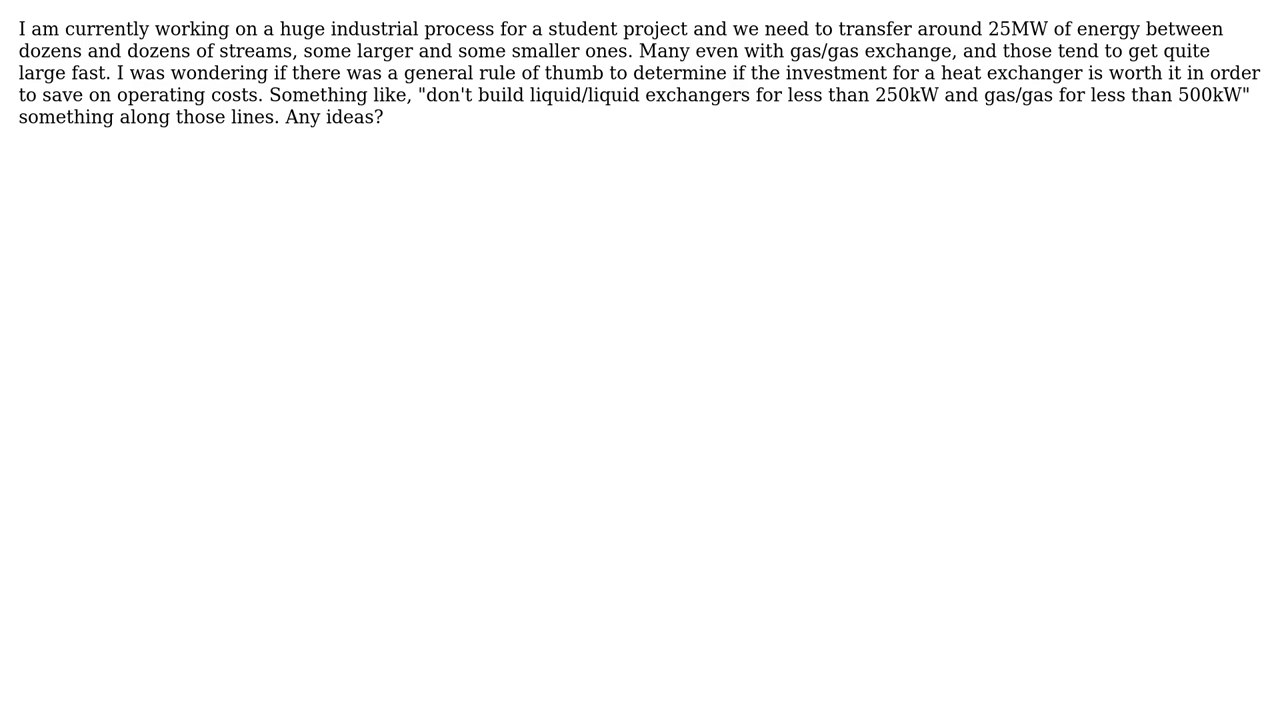 I am currently working on a huge industrial process for a student project and we need to transfer around 25MW of energy between
dozens and dozens of streams, some larger and some smaller ones. Many even with gas/gas exchange, and those tend to get quite
large fast. I was wondering if there was a general rule of thumb to determine if the investment for a heat exchanger is worth it in order
to save on operating costs. Something like, "don't build liquid/liquid exchangers for less than 250kW and gas/gas for less than 500kW"
something along those lines. Any ideas?